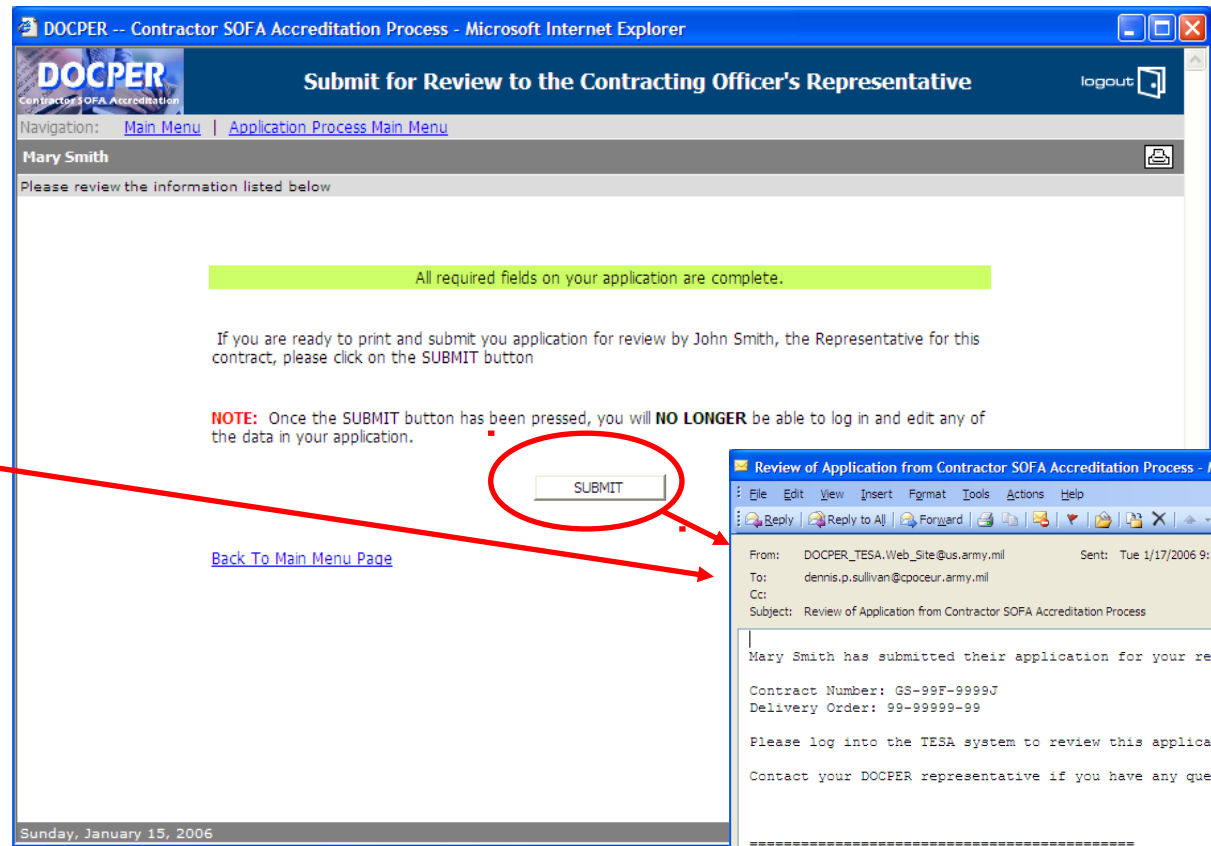 DOCPER -- Contractor SOFA Accreditation Process - Microsoft Internet Explorer
DOCPER
Contractor SOFA Accreditation
Submit for Review to the Contracting Officer's Representative
logout
Navigation: Main Menu | Application Process Main Menu
Mary Smith
Please review the information listed below
All required fields on your application are complete.
If you are ready to print and submit you application for review by John Smith, the Representative for this
contract, please click on the SUBMIT button
NOTE: Once the SUBMIT button has been pressed, you will NO LONGER be able to log in and edit any of
the data in your application.
SUBMIT
Back To Main Menu Page
Sunday, January 15, 2006
Review of Application from Contractor SOFA Accreditation Process -
File Edit View Insert Format Tools Actions Help
Reply Reply to All Forward
From: DOCPER_TESA.Web_Site@us.army.mil Sent: Tue 1/17/2006 9:
To: dennis.p.sullivan@cpoceur.army.mil
Cc:
Subject: Review of Application from Contractor SOFA Accreditation Process
Mary Smith has submitted their application for your re
Contract Number: GS-99F-9999J
Delivery Order: 99-99999-99
Please log into the TESA system to review this applica
Contact your DOCPER representative if you have any que
==============================================